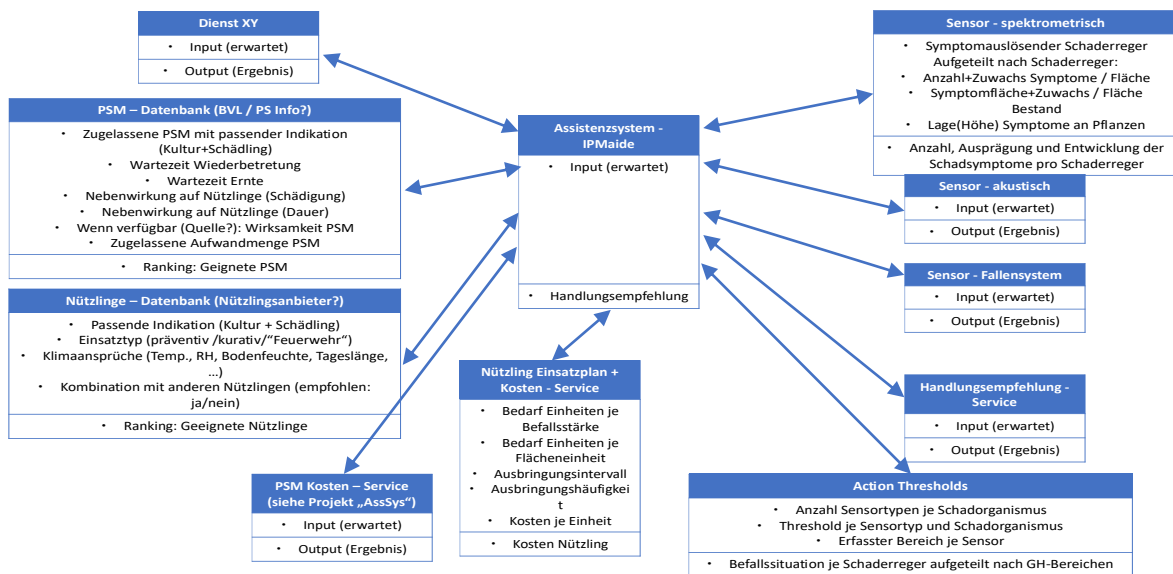 Dienst XY
• Input (erwartet)
• Output (Ergebnis)
PSM – Datenbank (BVL / PS Info?)
• Zugelassene PSM mit passender Indikation
(Kultur+Schädling)
• Wartezeit Wiederbetretung
• Wartezeit Ernte
• Nebenwirkung auf Nützlinge (Schädigung)
• Nebenwirkung auf Nützlinge (Dauer)
• Wenn verfügbar (Quelle?): Wirksamkeit PSM
• Zugelassene Aufwandmenge PSM
• Ranking: Geignete PSM
Nützlinge – Datenbank (Nützlingsanbieter?)
• Passende Indikation (Kultur + Schädling)
• Einsatztyp (präventiv /kurativ/“Feuerwehr“)
• Klimaansprüche (Temp., RH, Bodenfeuchte, Tageslänge,
…)
• Kombination mit anderen Nützlingen (empfohlen:
ja/nein)
• Ranking: Geeignete Nützlinge
PSM Kosten – Service
(siehe Projekt „AssSys“)
• Input (erwartet)
• Output (Ergebnis)
Assistenzsystem -
IPMaide
• Input (erwartet)
• Handlungsempfehlung
Nützling Einsatzplan +
Kosten - Service
• Bedarf Einheiten je
Befallsstärke
• Bedarf Einheiten je
Flächeneinheit
• Ausbringungsintervall
• Ausbringungshäufigkei
t
• Kosten je Einheit
• Kosten Nützling
Sensor - spektrometrisch
• Symptomauslösender Schaderreger
Aufgeteilt nach Schaderreger:
• Anzahl+Zuwachs Symptome / Fläche
• Symptomfläche+Zuwachs / Fläche
Bestand
• Lage(Höhe) Symptome an Pflanzen
• Anzahl, Ausprägung und Entwicklung der
Schadsymptome pro Schaderreger
Sensor - akustisch
• Input (erwartet)
• Output (Ergebnis)
Sensor - Fallensystem
• Input (erwartet)
• Output (Ergebnis)
Handlungsempfehlung -
Service
• Input (erwartet)
• Output (Ergebnis)
Action Thresholds
• Anzahl Sensortypen je Schadorganismus
• Threshold je Sensortyp und Schadorganismus
• Erfasster Bereich je Sensor
• Befallssituation je Schaderreger aufgeteilt nach GH-Bereichen